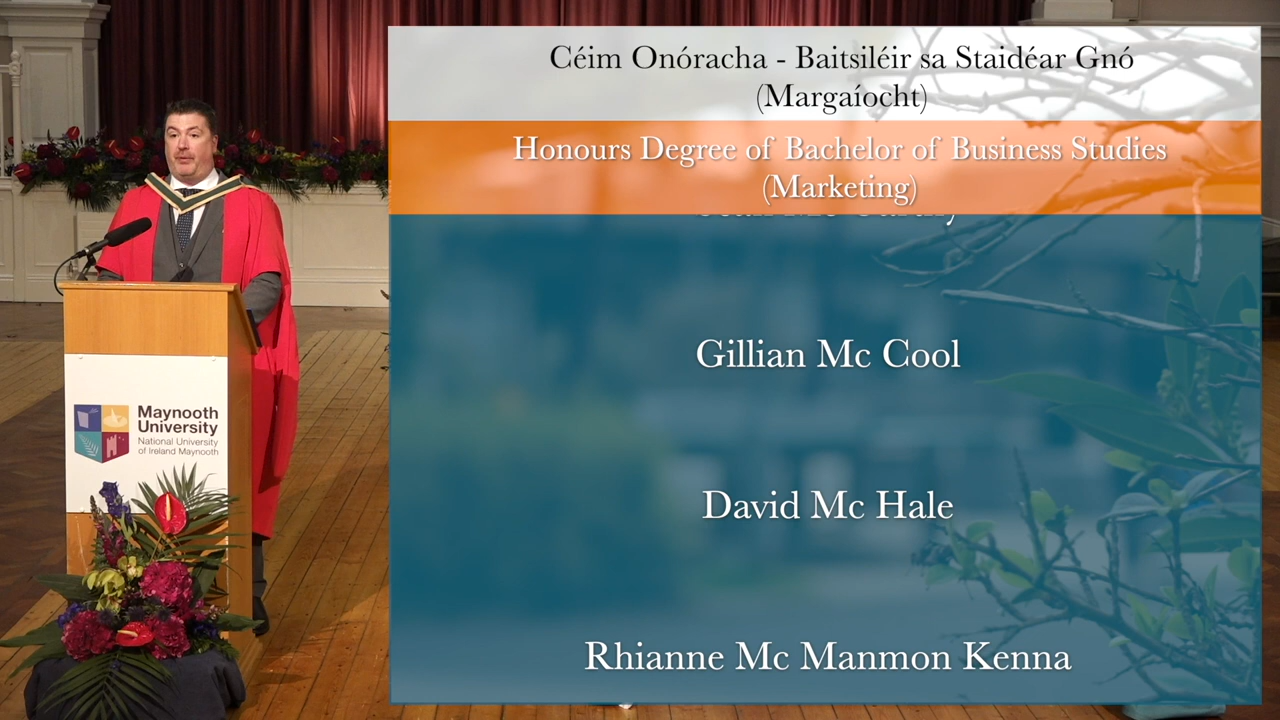 Céim Onóracha - Baitsiléir sa Staidéar Gnó
(Margaíocht)
Honours Degree of Bachelor of Business Studies
(Marketing)
Gillian Mc Cool
David Mc Hale
Rhianne Mc Manmon Kenna
Maynooth
University
National University
of Ireland Maynooth